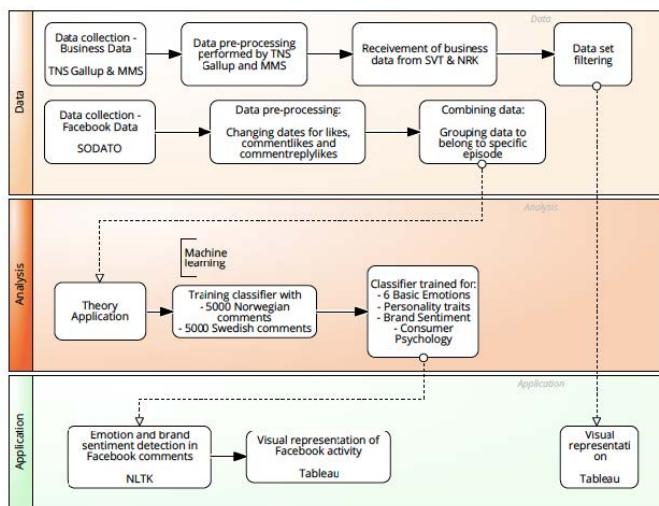 Data
Data
Data collection -
Business Data
TNS Gallup & MMS
Data pre-processing
performed by TNS
Gallup and MMS
Receivement of business
data from SVT & NRK
Data set
filtering
Data collection -
Facebook Data
SODATO
Data pre-processing:
Changing dates for likes,
commentlikes and
commentreplylikes
Combining data:
Grouping data to
belong to specific
episode
Analysis
Analysis
Machine
learning
Theory
Application
Training classifier with
- 5000 Norwegian
comments
- 5000 Swedish comments
Classifier trained for:
- 6 Basic Emotions
- Personality traits
- Brand Sentiment
- Consumer
Psychology
Application
Application
Emotion and brand
sentiment detection in
Facebook comments
NLTK
Visual representation of
Facebook activity
Tableau
Visual
representati
on
Tableau